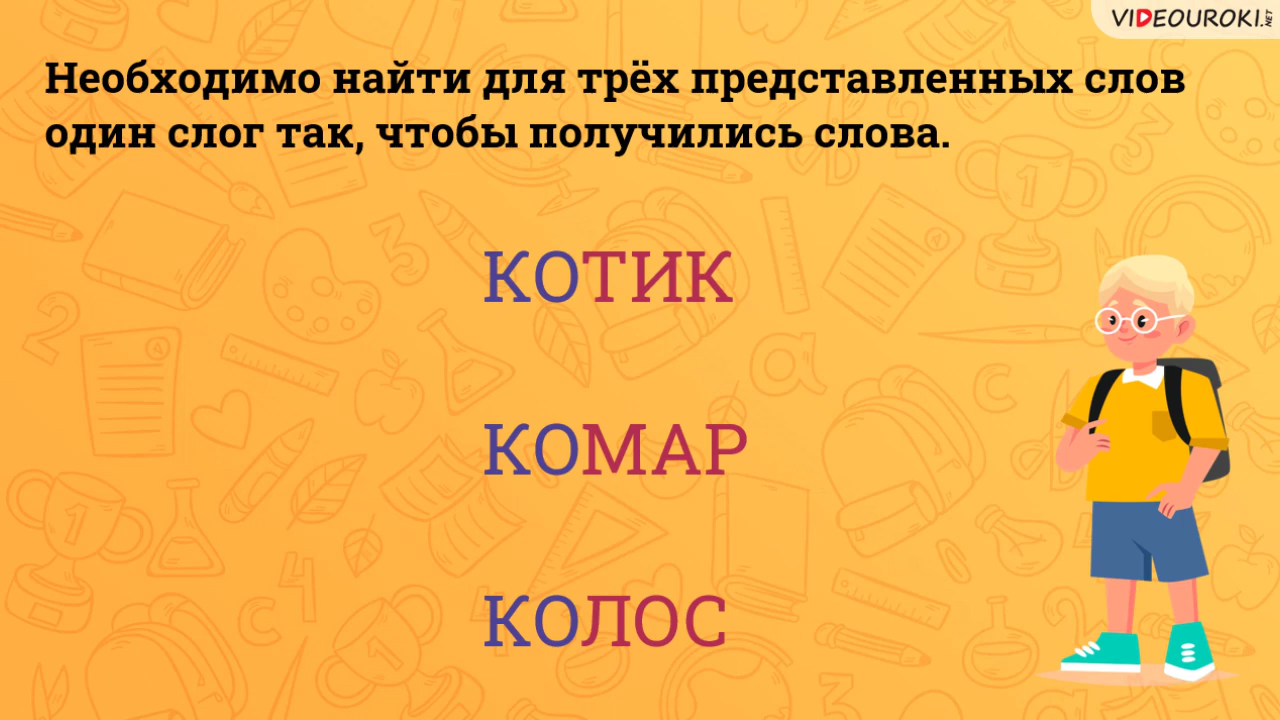 VIDEOUROKI.NET
Необходимо найти для трёх представленных слов
один слог так, чтобы получились слова.
КОТИК
КОМАР
КОЛОС